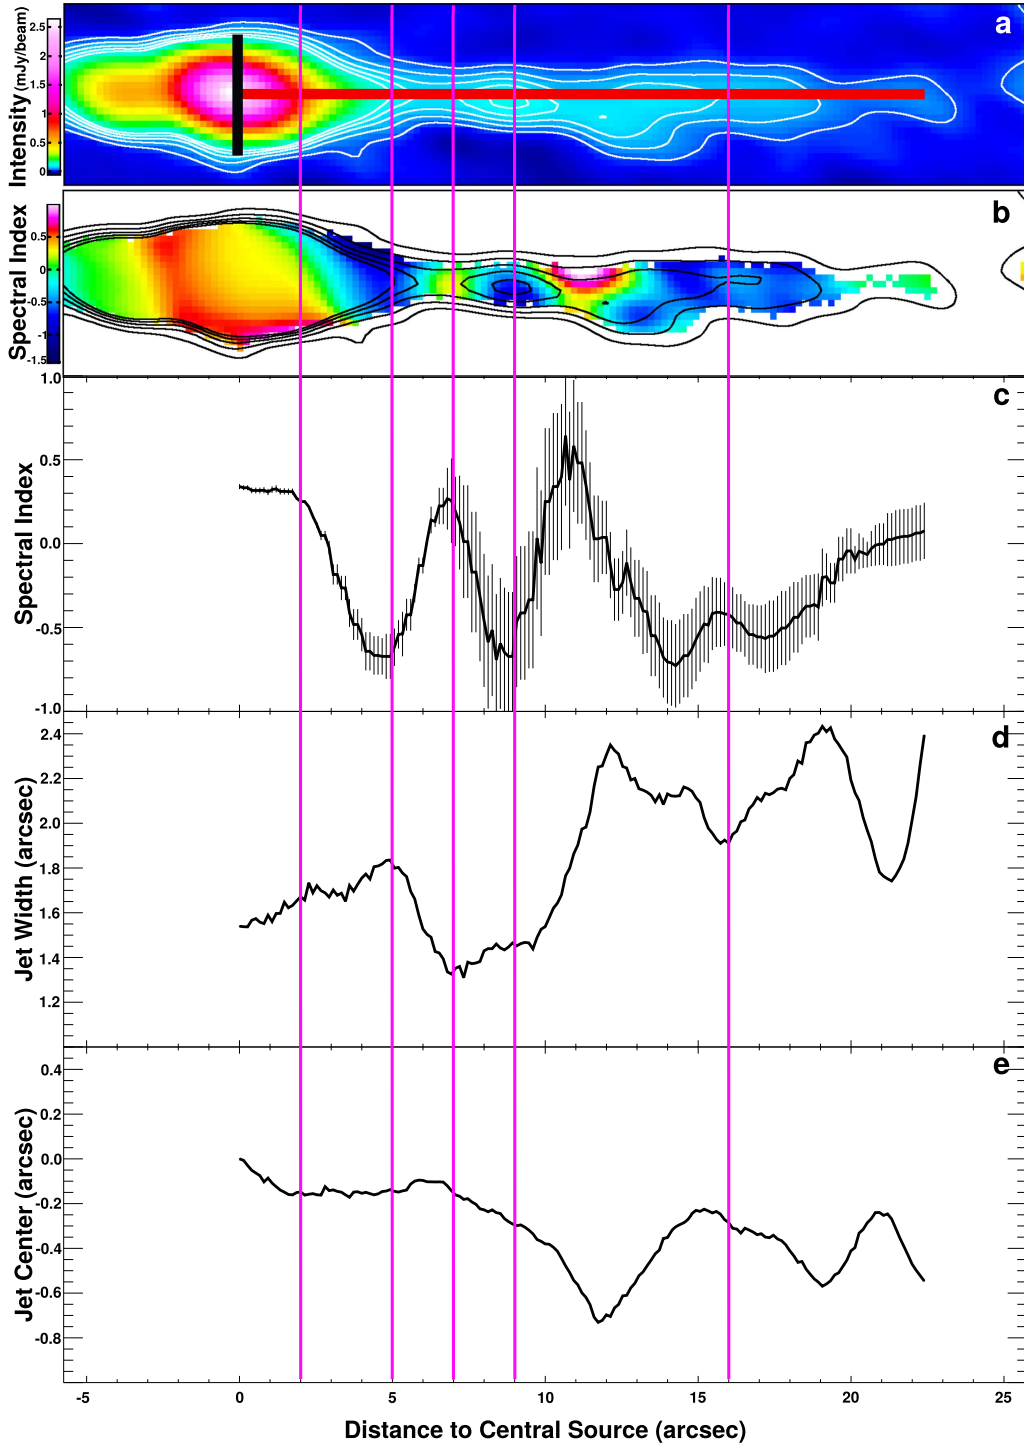 a
Intensity (mJy/beam)
2.5
2
1.5
1
0.5
0
b
Spectral Index
0.5
0
-0.5
-1
-1.5
c
Spectral Index
1.0
0.5
0.0
-0.5
-1.0
d
Jet Width (arcsec)
2.4
2.2
2.0
1.8
1.6
1.4
1.2
e
Jet Center (arcsec)
0.4
0.2
0.0
-0.2
-0.4
-0.6
-0.8
-5 0 5 10 15 20 25
Distance to Central Source (arcsec)